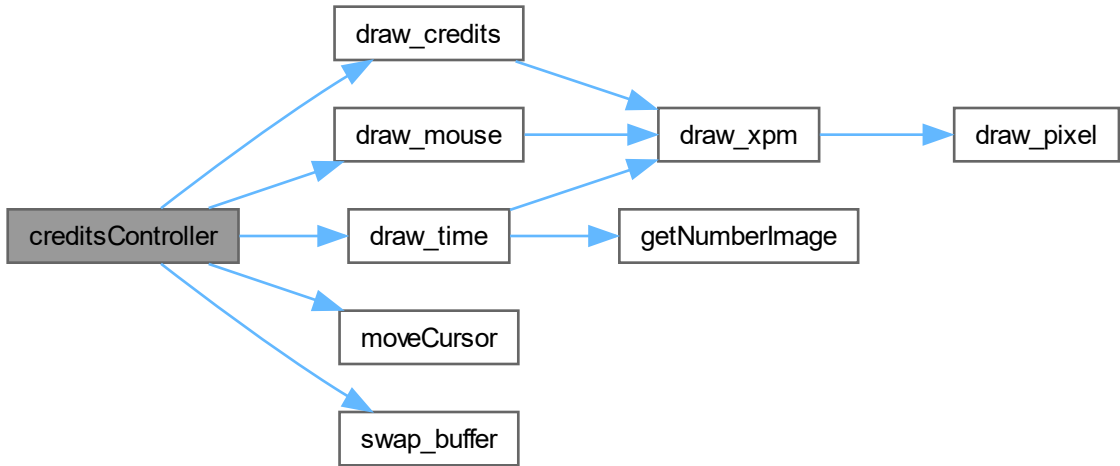 draw_credits
draw_mouse
draw_xpm
draw_pixel
creditsController
draw_time
getNumberImage
moveCursor
swap_buffer